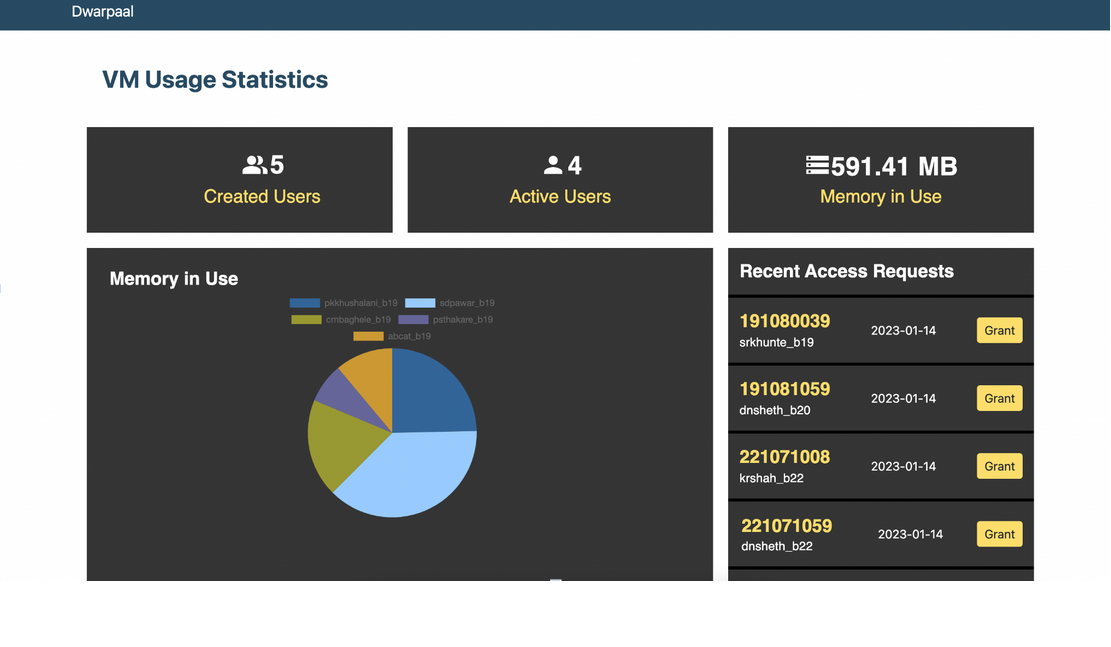 Dwarpaal
VM Usage Statistics
5
Created Users
4
Active Users
591.41 MB
Memory in Use
Memory in Use
pkkhushalani_b19 sdpawar_b19
cmbaghele_b19 psthakare_b19
abcat_b19
Recent Access Requests
191080039
srkhunte_b19
2023-01-14
Grant
191081059
dnsheth_b20
2023-01-14
Grant
221071008
krshah_b22
2023-01-14
Grant
221071059
dnsheth_b22
2023-01-14
Grant